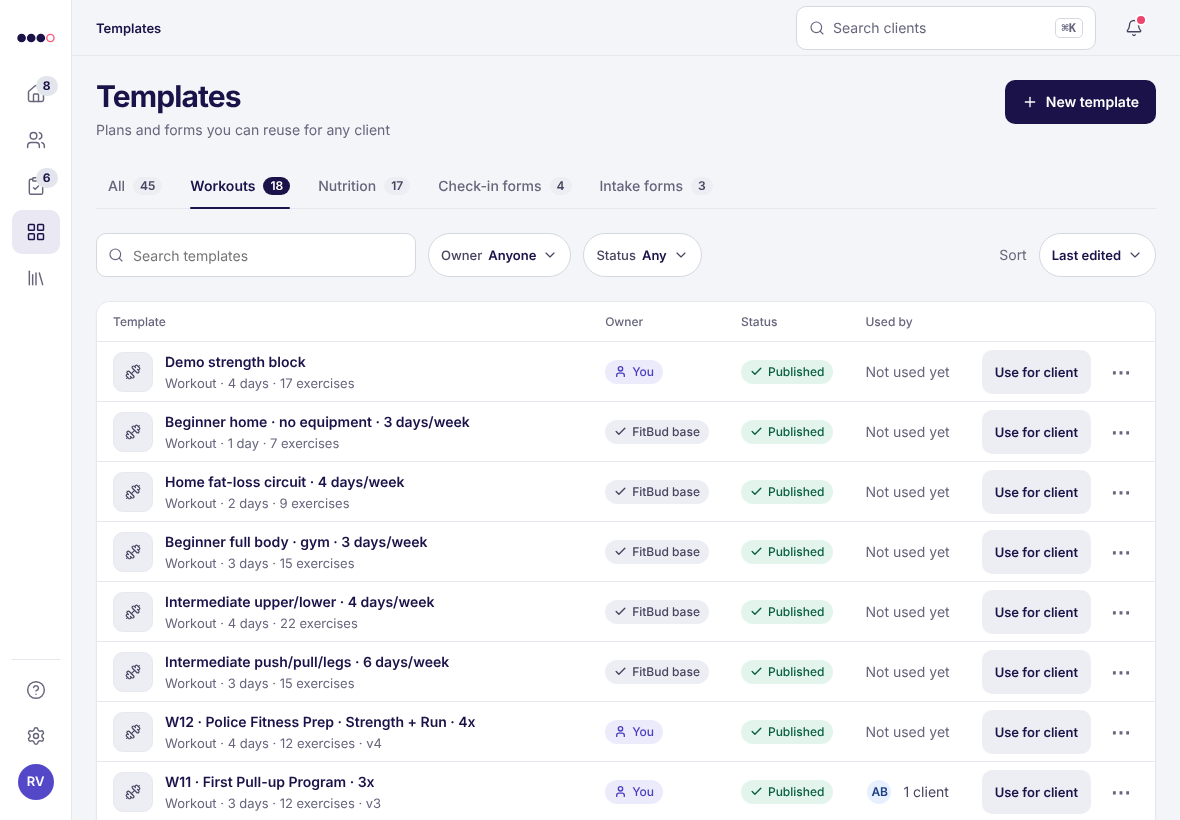 Templates
Search clients
⌘K
8
6
Templates
Plans and forms you can reuse for any client
+ New template
All 45
Workouts 18
Nutrition 17
Check-in forms 4
Intake forms 3
Search templates
Owner Anyone
Status Any
Sort
Last edited
Template Owner Status Used by
Demo strength block
Workout · 4 days · 17 exercises
You
Published
Not used yet
Use for client
Beginner home · no equipment · 3 days/week
Workout · 1 day · 7 exercises
FitBud base
Published
Not used yet
Use for client
Home fat-loss circuit · 4 days/week
Workout · 2 days · 9 exercises
FitBud base
Published
Not used yet
Use for client
Beginner full body · gym · 3 days/week
Workout · 3 days · 15 exercises
FitBud base
Published
Not used yet
Use for client
Intermediate upper/lower · 4 days/week
Workout · 4 days · 22 exercises
FitBud base
Published
Not used yet
Use for client
Intermediate push/pull/legs · 6 days/week
Workout · 3 days · 15 exercises
FitBud base
Published
Not used yet
Use for client
W12 · Police Fitness Prep · Strength + Run · 4x
Workout · 4 days · 12 exercises · v4
You
Published
Not used yet
Use for client
W11 · First Pull-up Program · 3x
Workout · 3 days · 12 exercises · v3
You
Published
AB 1 client
Use for client
RV